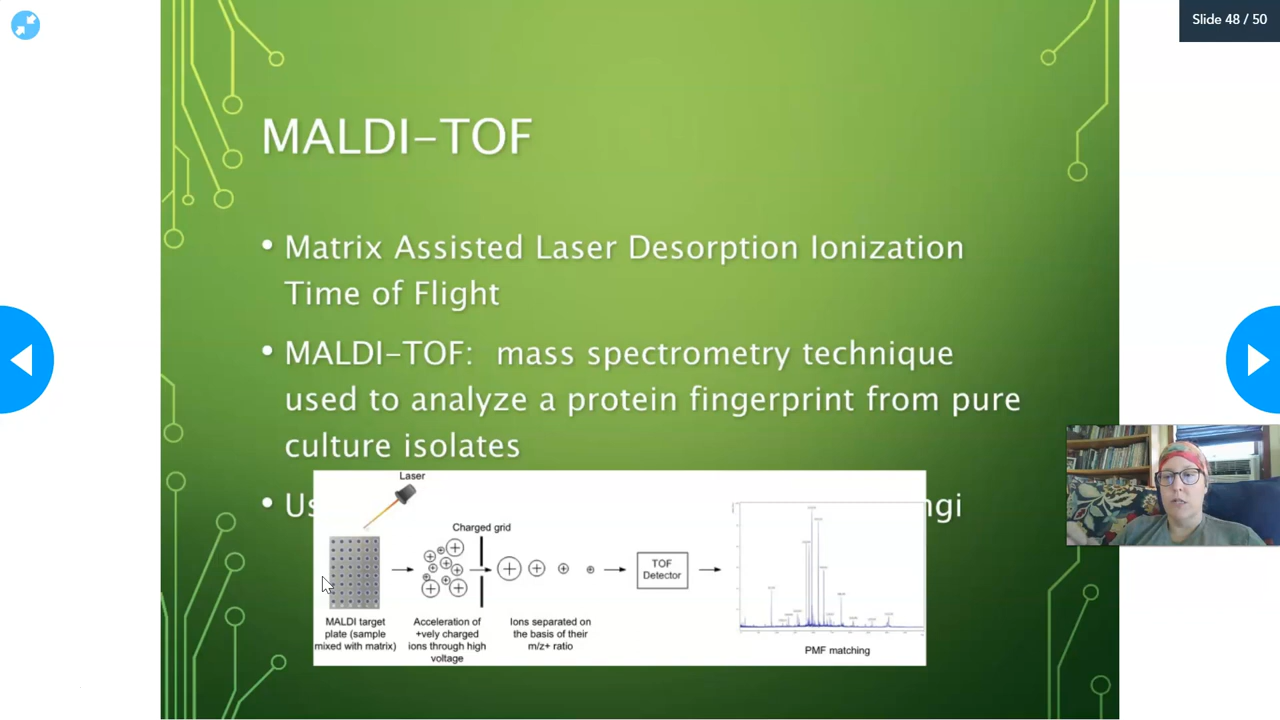 Slide 48 / 50
MALDI-TOF
• Matrix Assisted Laser Desorption Ionization
Time of Flight
• MALDI-TOF: mass spectrometry technique
used to analyze a protein fingerprint from pure
culture isolates
Laser
Charged grid
TOF
Detector
MALDI target
plate (sample
mixed with matrix)
Acceleration of
+vely charged
ions through high
voltage
Ions separated on
the basis of their
m/z+ ratio
PMF matching